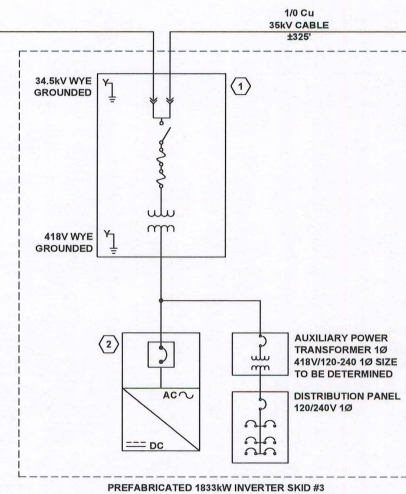 1/0 Cu
35kV CABLE
±325'
34.5kV WYE
GROUNDED
1
418V WYE
GROUNDED
2
AC
DC
AUXILIARY POWER
TRANSFORMER 1Ø
418V/120-240 1Ø SIZE
TO BE DETERMINED
DISTRIBUTION PANEL
120/240V 1Ø
PREFABRICATED 1833kW INVERTER SKID #3